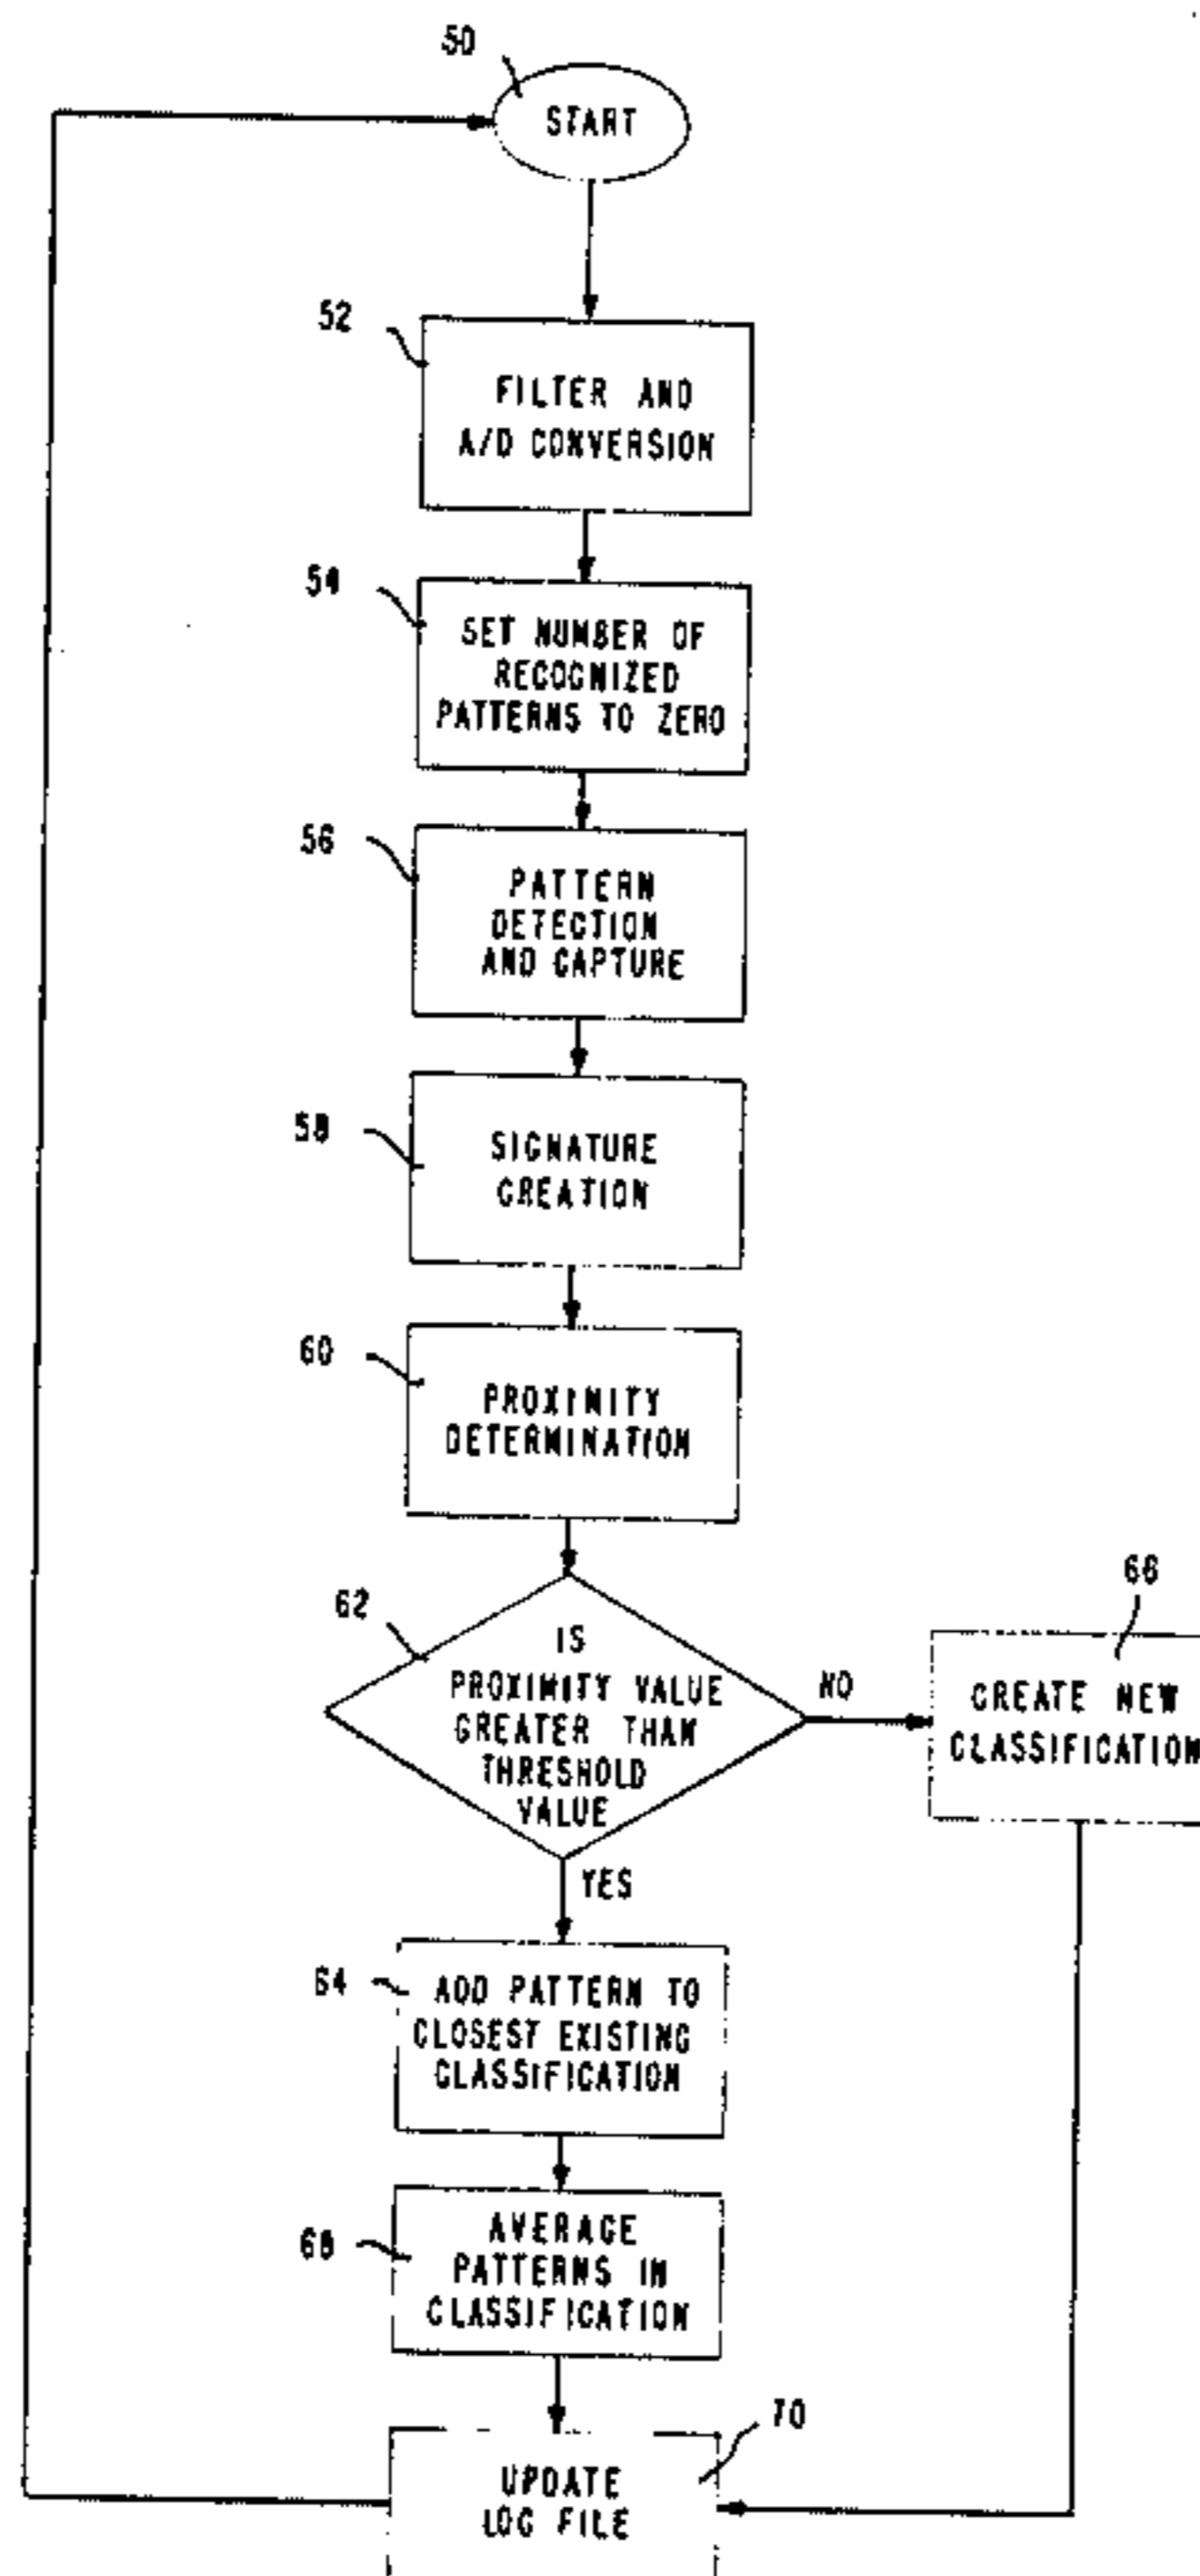 50
START
52
FILTER AND
A/D CONVERSION
54
SET NUMBER OF
RECOGNIZED
PATTERNS TO ZERO
56
PATTERN
DETECTION
AND CAPTURE
58
SIGNATURE
CREATION
60
PROXIMITY
DETERMINATION
62
IS
PROXIMITY VALUE
GREATER THAN
THRESHOLD
VALUE
NO
66
CREATE NEW
CLASSIFICATION
YES
64
ADD PATTERN TO
CLOSEST EXISTING
CLASSIFICATION
68
AVERAGE
PATTERNS IN
CLASSIFICATION
70
UPDATE
LOG FILE